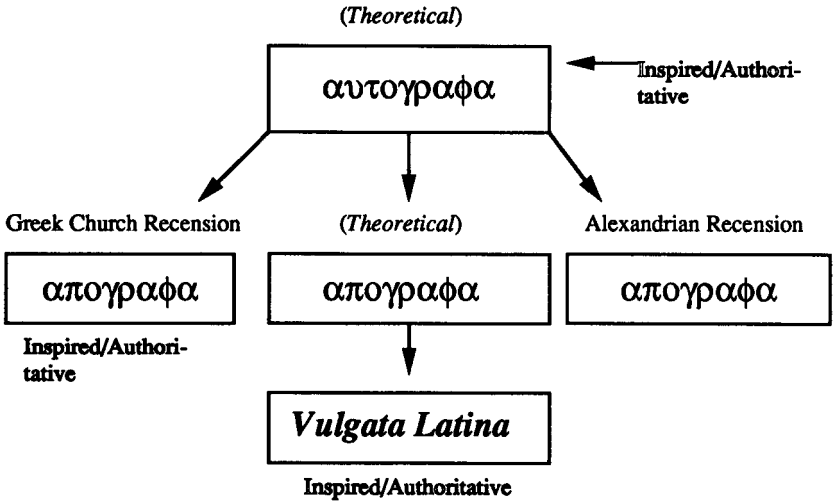 (Theoretical)
αυτογραφα
Inspired/Authori-
tative
Greek Church Recension
(Theoretical)
Alexandrian Recension
απογραφα
απογραφα
απογραφα
Inspired/Authori-
tative
Vulgata Latina
Inspired/Authoritative